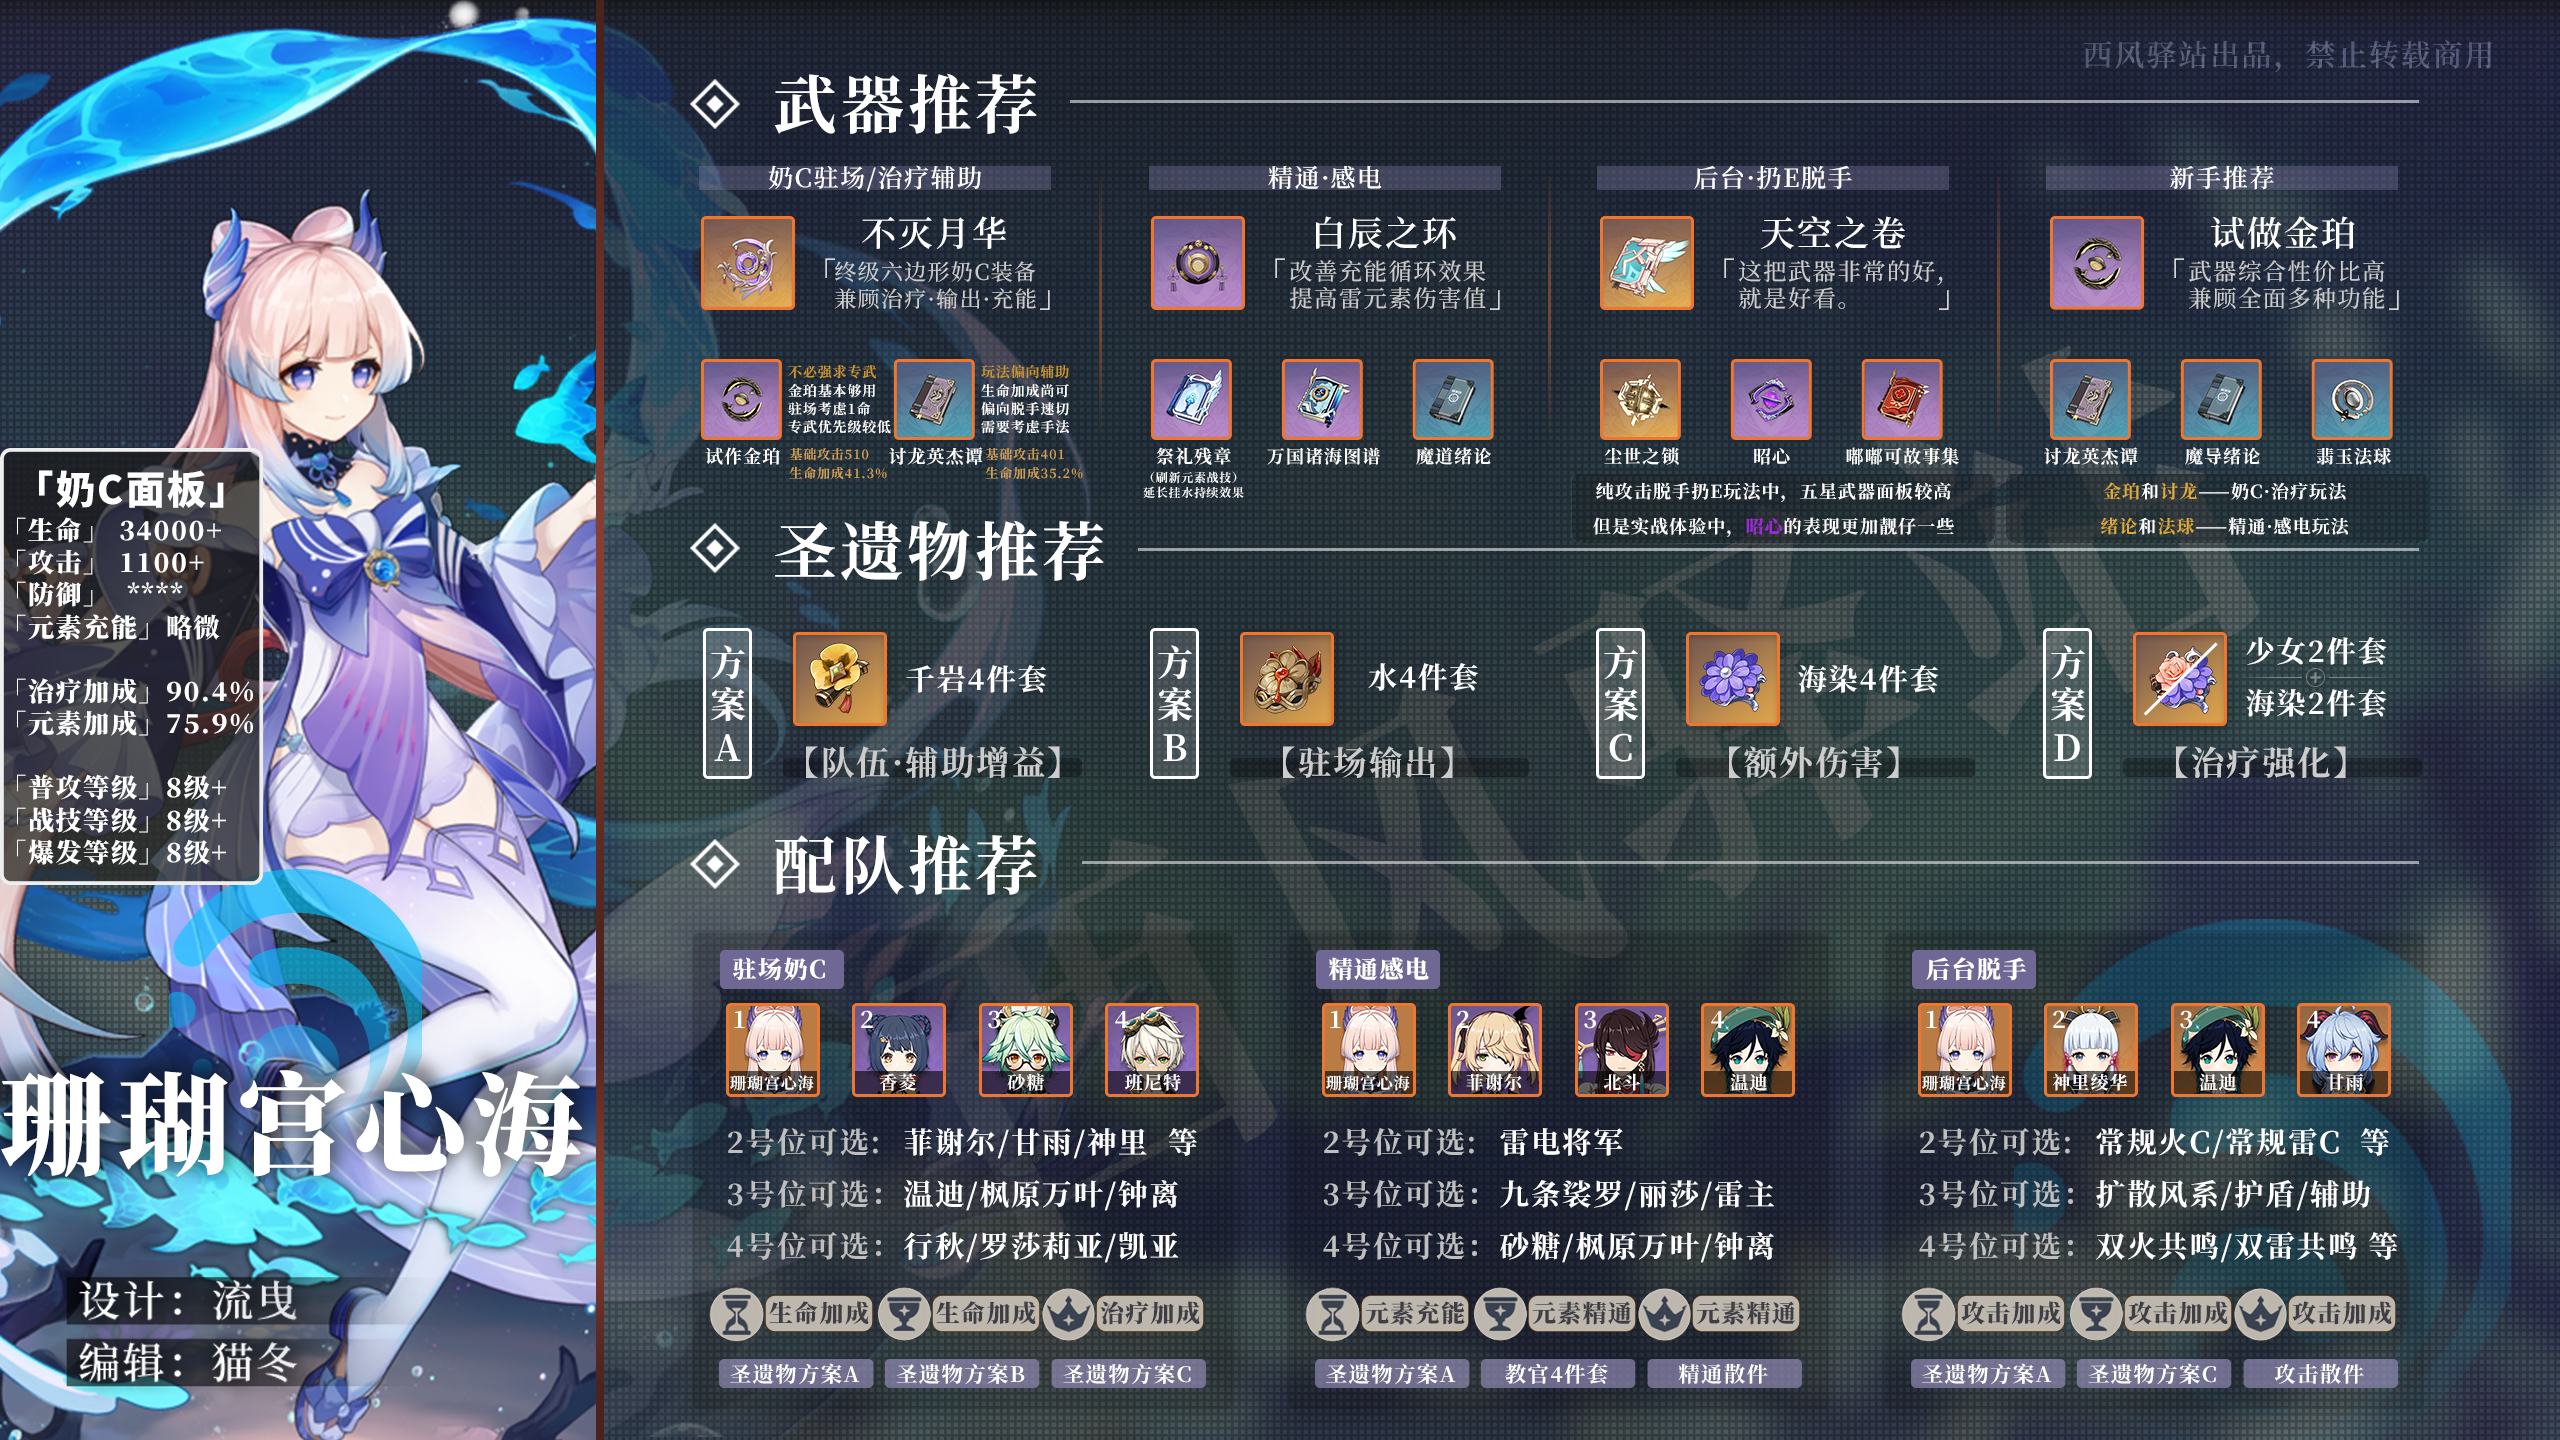 西风驿站出品，禁止转载商用
「奶C面板」
「生命」 34000+
「攻击」 1100+
「防御」 ****
「元素充能」略微
「治疗加成」90.4%
「元素加成」75.9%
「普攻等级」8级+
「战技等级」8级+
「爆发等级」8级+
珊瑚宫心海
设计：流曳
编辑：猫冬
武器推荐
奶C驻场/治疗辅助
不灭月华
「终级六边形奶C装备
兼顾治疗·输出·充能」
不必强求专武
金珀基本够用
驻场考虑1命
专武优先级较低
试作金珀
基础攻击510
生命加成41.3%
玩法偏向辅助
生命加成尚可
偏向脱手速切
需要考虑手法
讨龙英杰谭
基础攻击401
生命加成35.2%
精通·感电
白辰之环
「改善充能循环效果
提高雷元素伤害值」
祭礼残章
（刷新元素战技）
延长挂水持续效果
万国诸海图谱
魔道绪论
后台·扔E脱手
天空之卷
「这把武器非常的好，
就是好看。 」
尘世之锁
昭心
嘟嘟可故事集
纯攻击脱手扔E玩法中，五星武器面板较高
但是实战体验中，昭心的表现更加靓仔一些
新手推荐
试做金珀
「武器综合性价比高
兼顾全面多种功能」
讨龙英杰谭
魔导绪论
翡玉法球
金珀和讨龙——奶C·治疗玩法
绪论和法球——精通·感电玩法
圣遗物推荐
方案A
千岩4件套
【队伍·辅助增益】
方案B
水4件套
【驻场输出】
方案C
海染4件套
【额外伤害】
方案D
少女2件套
海染2件套
【治疗强化】
西风驿站
配队推荐
驻场奶C
1 珊瑚宫心海
2 香菱
3 砂糖
4 班尼特
2号位可选：菲谢尔/甘雨/神里 等
3号位可选：温迪/枫原万叶/钟离
4号位可选：行秋/罗莎莉亚/凯亚
生命加成 生命加成 治疗加成
圣遗物方案A 圣遗物方案B 圣遗物方案C
精通感电
1 珊瑚宫心海
2 菲谢尔
3 北斗
4 温迪
2号位可选：雷电将军
3号位可选：九条裟罗/丽莎/雷主
4号位可选：砂糖/枫原万叶/钟离
元素充能 元素精通 元素精通
圣遗物方案A 教官4件套 精通散件
后台脱手
1 珊瑚宫心海
2 神里绫华
3 温迪
4 甘雨
2号位可选：常规火C/常规雷C 等
3号位可选：扩散风系/护盾/辅助
4号位可选：双火共鸣/双雷共鸣 等
攻击加成 攻击加成 攻击加成
圣遗物方案A 圣遗物方案C 攻击散件